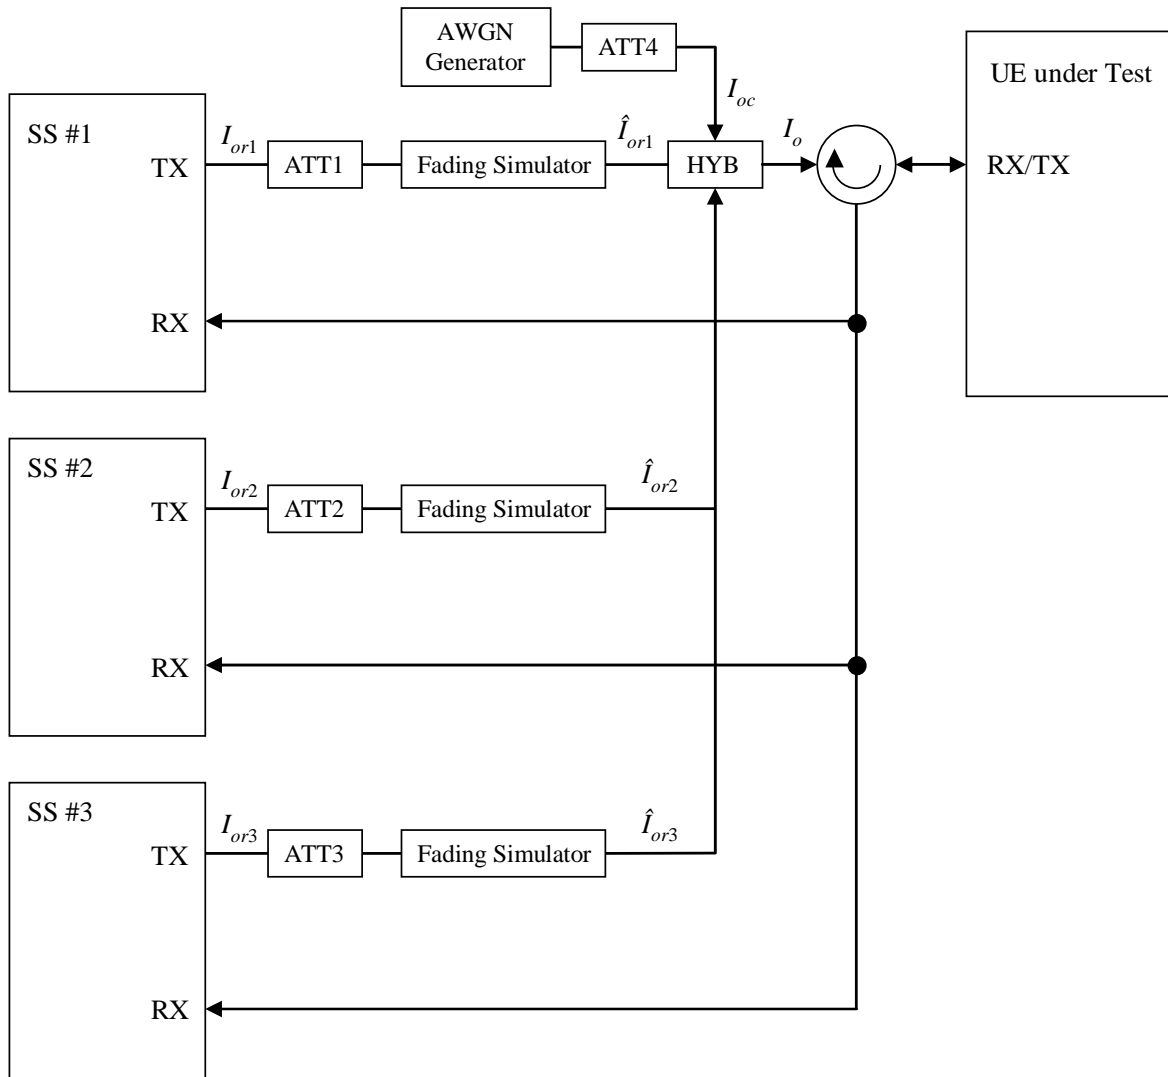 AWGN
Generator
ATT4
UE under Test
I_oc
SS #1
I_or1
Î_or1
I_o
TX
ATT1
Fading Simulator
HYB
RX/TX
RX
SS #2
I_or2
Î_or2
TX
ATT2
Fading Simulator
RX
SS #3
I_or3
Î_or3
TX
ATT3
Fading Simulator
RX